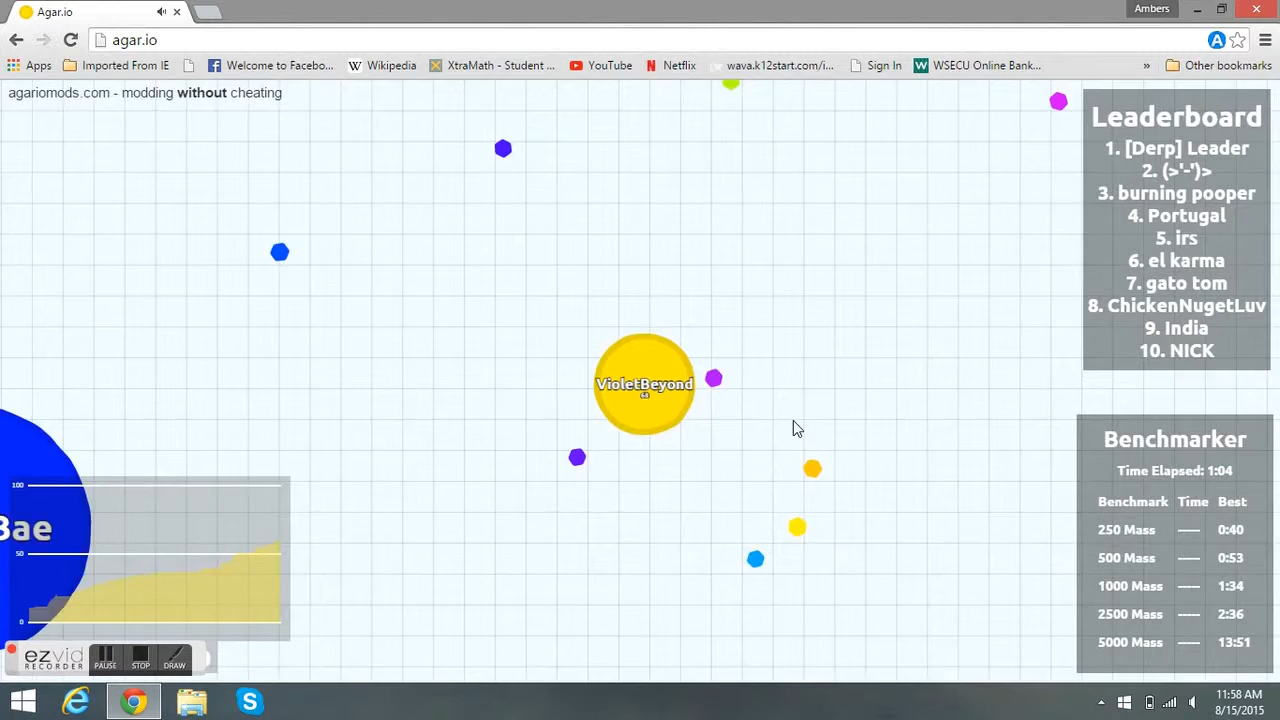 Agar.io
Ambers
agar.io
Apps Imported From IE Welcome to Facebo... Wikipedia XtraMath - Student ... YouTube Netflix wava.k12start.com/i... Sign In WSECU Online Bank... » Other bookmarks
agariomods.com - modding without cheating
Leaderboard
1. [Derp] Leader
2. (>'-')>
3. burning pooper
4. Portugal
5. irs
6. el karma
7. gato tom
8. ChickenNugetLuv
9. India
10. NICK
VioletBeyond
68
Bae
100
50
0
Benchmarker
Time Elapsed: 1:04
Benchmark Time Best
250 Mass ----- 0:40
500 Mass ----- 0:53
1000 Mass ----- 1:34
2500 Mass ----- 2:36
5000 Mass ----- 13:51
ezvid
RECORDER
PAUSE STOP DRAW
11:58 AM
8/15/2015